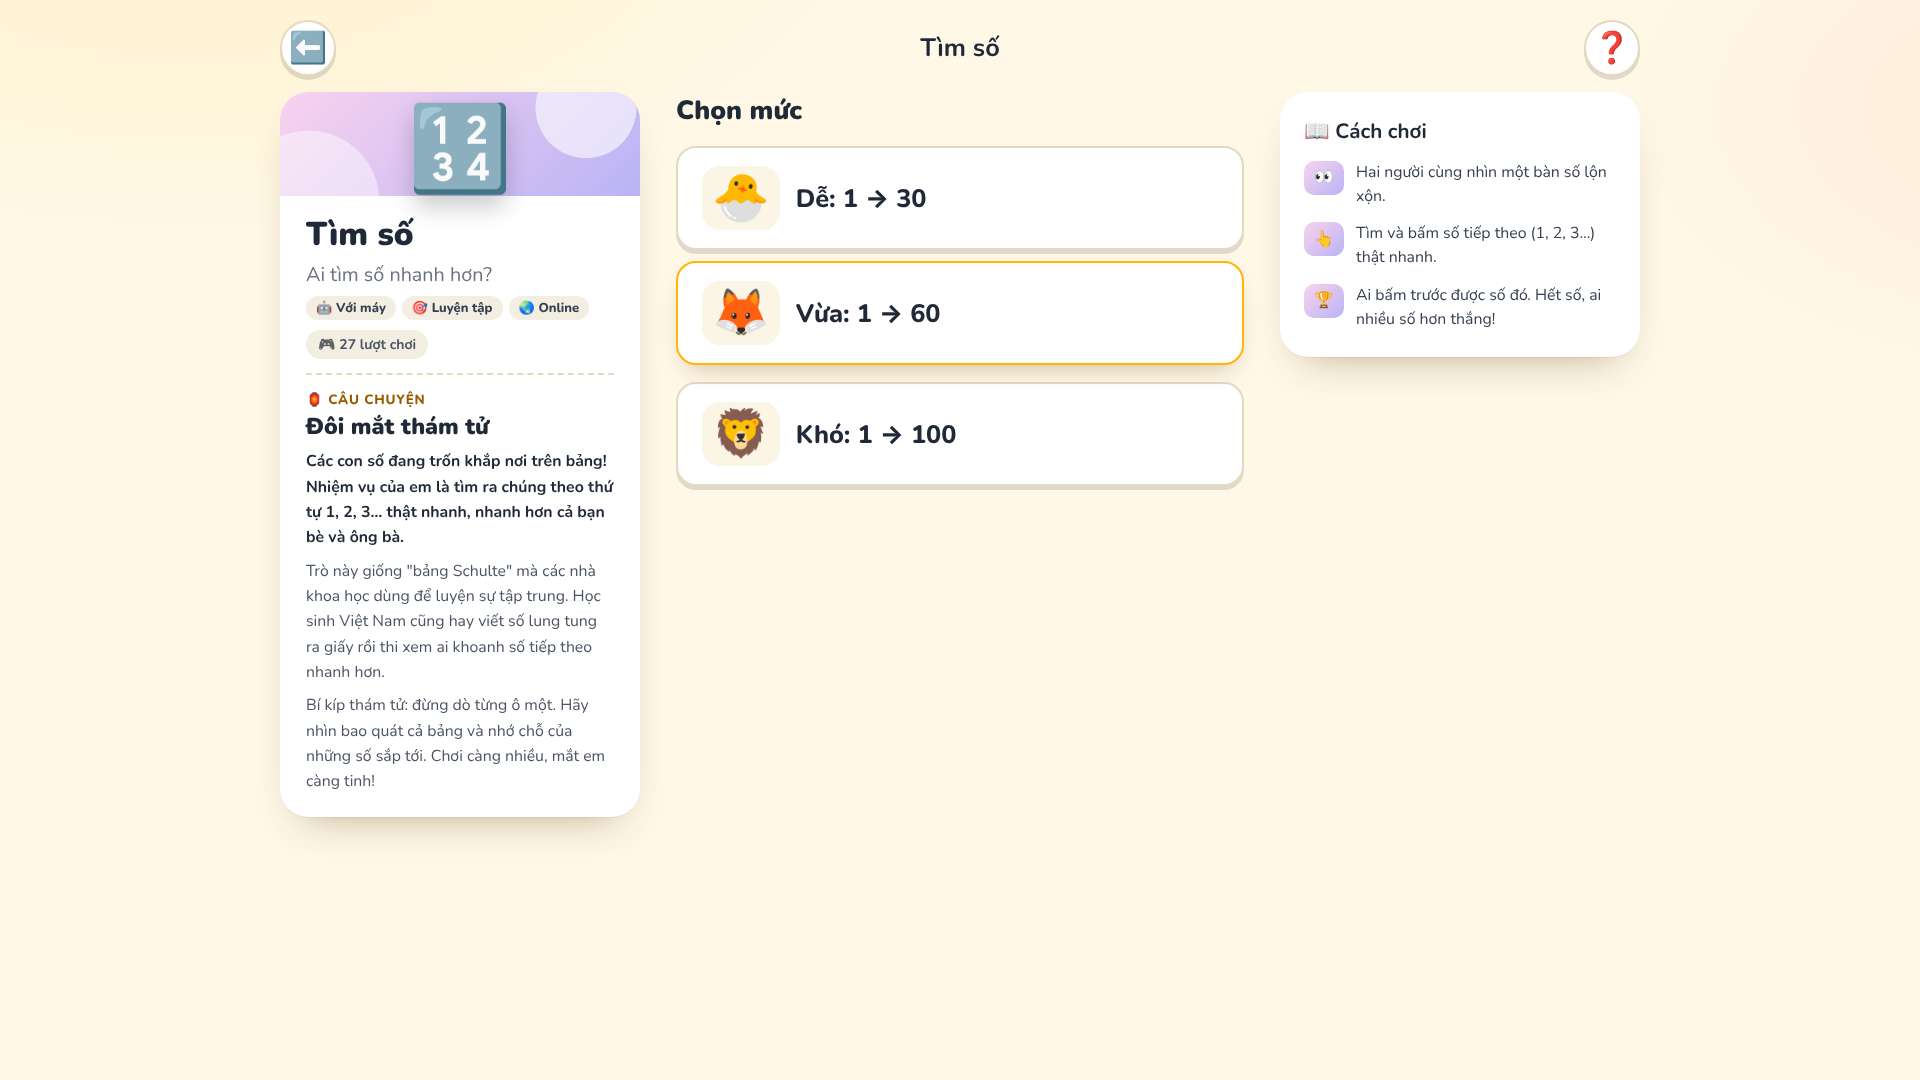 Tìm số
Tìm số
Ai tìm số nhanh hơn?
Với máy
Luyện tập
Online
27 lượt chơi
CÂU CHUYỆN
Đôi mắt thám tử
Các con số đang trốn khắp nơi trên bảng!
Nhiệm vụ của em là tìm ra chúng theo thứ
tự 1, 2, 3... thật nhanh, nhanh hơn cả bạn
bè và ông bà.
Trò này giống "bảng Schulte" mà các nhà
khoa học dùng để luyện sự tập trung. Học
sinh Việt Nam cũng hay viết số lung tung
ra giấy rồi thi xem ai khoanh số tiếp theo
nhanh hơn.
Bí kíp thám tử: đừng dò từng ô một. Hãy
nhìn bao quát cả bảng và nhớ chỗ của
những số sắp tới. Chơi càng nhiều, mắt em
càng tinh!
Chọn mức
Dễ: 1 → 30
Vừa: 1 → 60
Khó: 1 → 100
Cách chơi
Hai người cùng nhìn một bàn số lộn
xộn.
Tìm và bấm số tiếp theo (1, 2, 3...)
thật nhanh.
Ai bấm trước được số đó. Hết số, ai
nhiều số hơn thắng!